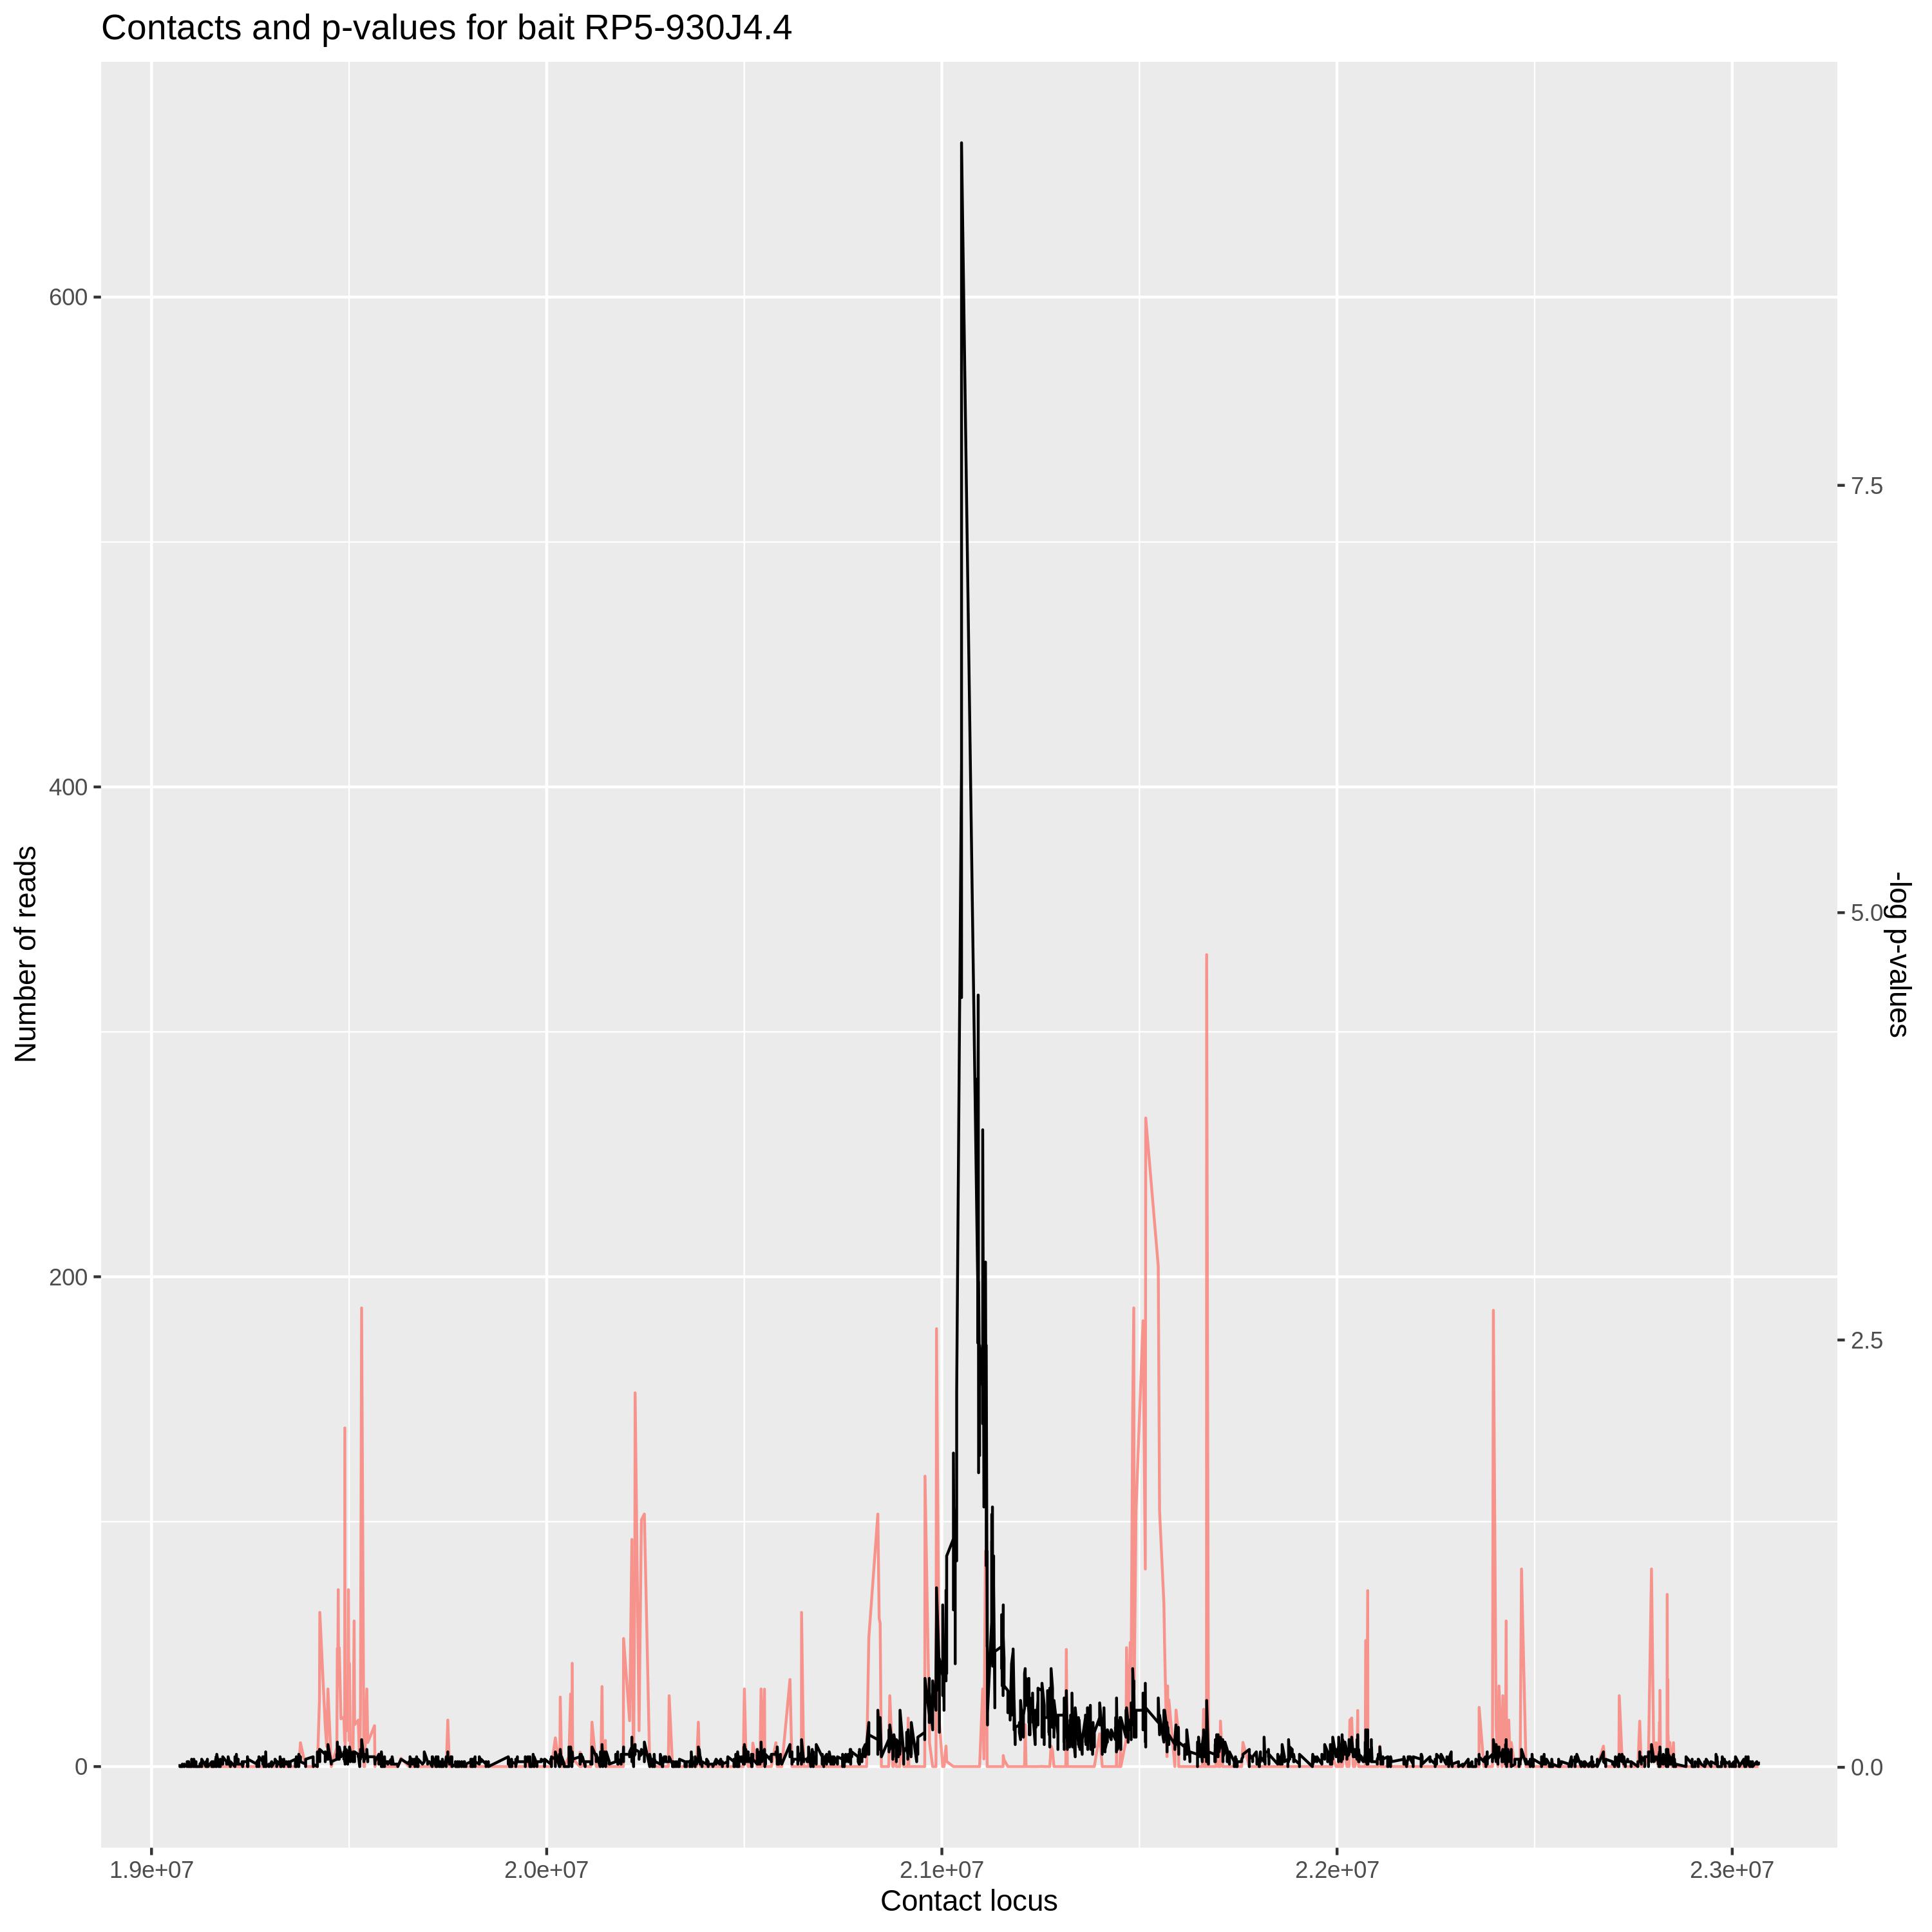 Contacts and p-values for bait RP5-930J4.4
600
400
200
0
Number of reads
7.5
5.0
2.5
0.0
-log p-values
1.9e+07
2.0e+07
2.1e+07
2.2e+07
2.3e+07
Contact locus